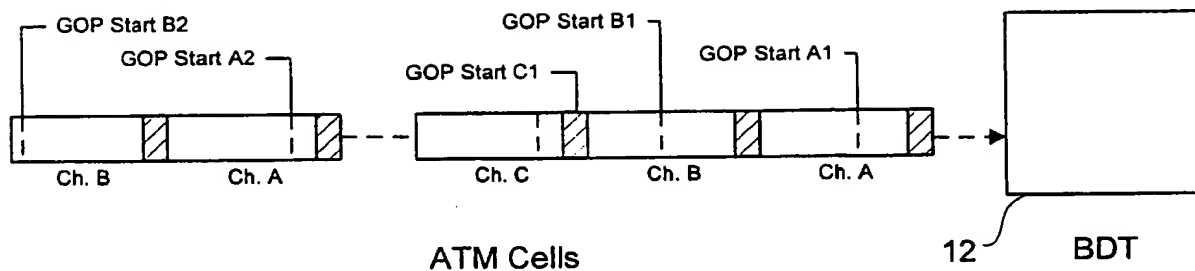 GOP Start B2
GOP Start B1
GOP Start A2
GOP Start A1
GOP Start C1
Ch. B
Ch. A
Ch. C
Ch. B
Ch. A
12
BDT
ATM Cells